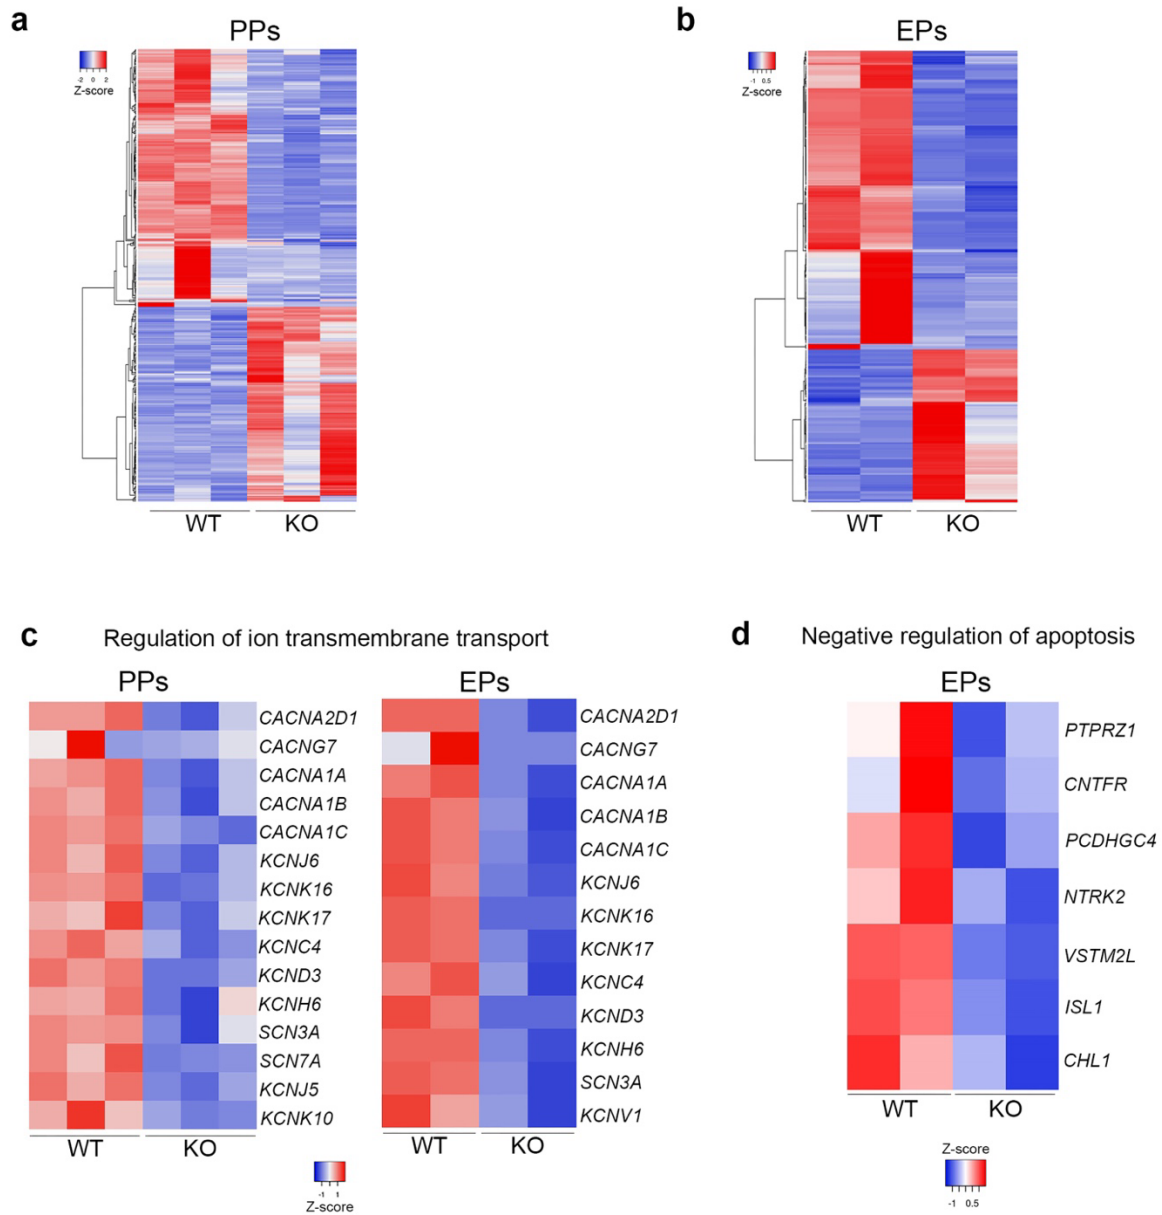 a
PPs
-2 0 2
Z-score
WT KO
b
EPs
-1 0.5
Z-score
WT KO
c
Regulation of ion transmembrane transport
PPs
CACNA2D1
CACNG7
CACNA1A
CACNA1B
CACNA1C
KCNJ6
KCNK16
KCNK17
KCNC4
KCND3
KCNH6
SCN3A
SCN7A
KCNJ5
KCNK10
WT KO
EPs
CACNA2D1
CACNG7
CACNA1A
CACNA1B
CACNA1C
KCNJ6
KCNK16
KCNK17
KCNC4
KCND3
KCNH6
SCN3A
KCNV1
WT KO
-1 1
Z-score
d
Negative regulation of apoptosis
EPs
PTPRZ1
CNTFR
PCDHGC4
NTRK2
VSTM2L
ISL1
CHL1
WT KO
Z-score
-1 0.5